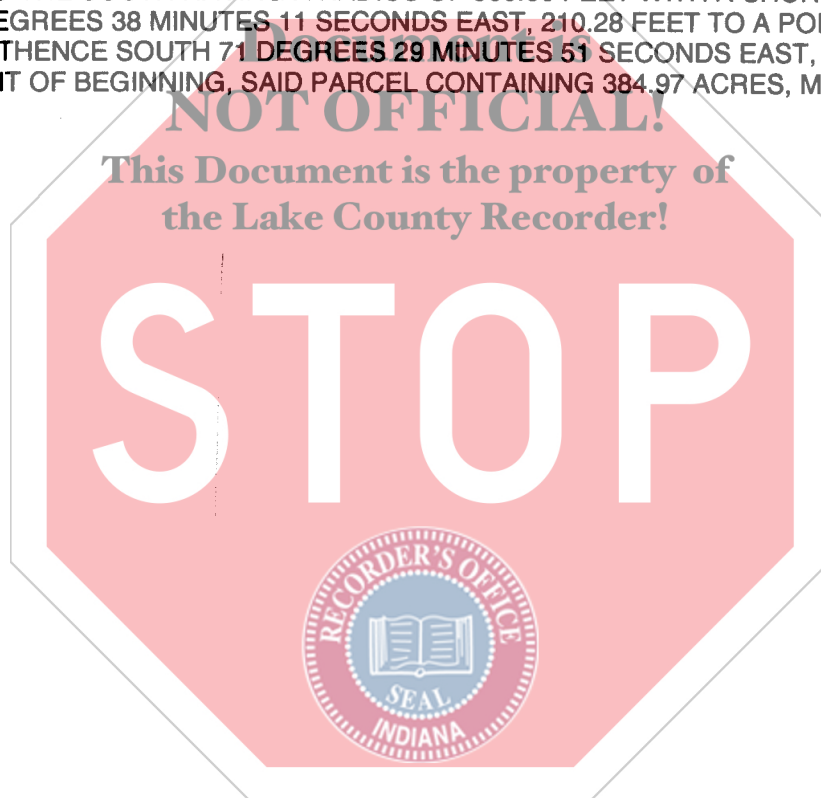 EGREES 38 MINUTES 11 SECONDS EAST, 210.28 FEET TO A
THENCE SOUTH 71 DEGREES 29 MINUTES 51 SECONDS EAST,
OF BEGINNING, SAID PARCEL CONTAINING 384.97 ACRES,
Document is
NOT OFFICIAL!
This Document is the property of
the Lake County Recorder!
STOP
RECORDER'S OFFICE
SEAL
INDIANA